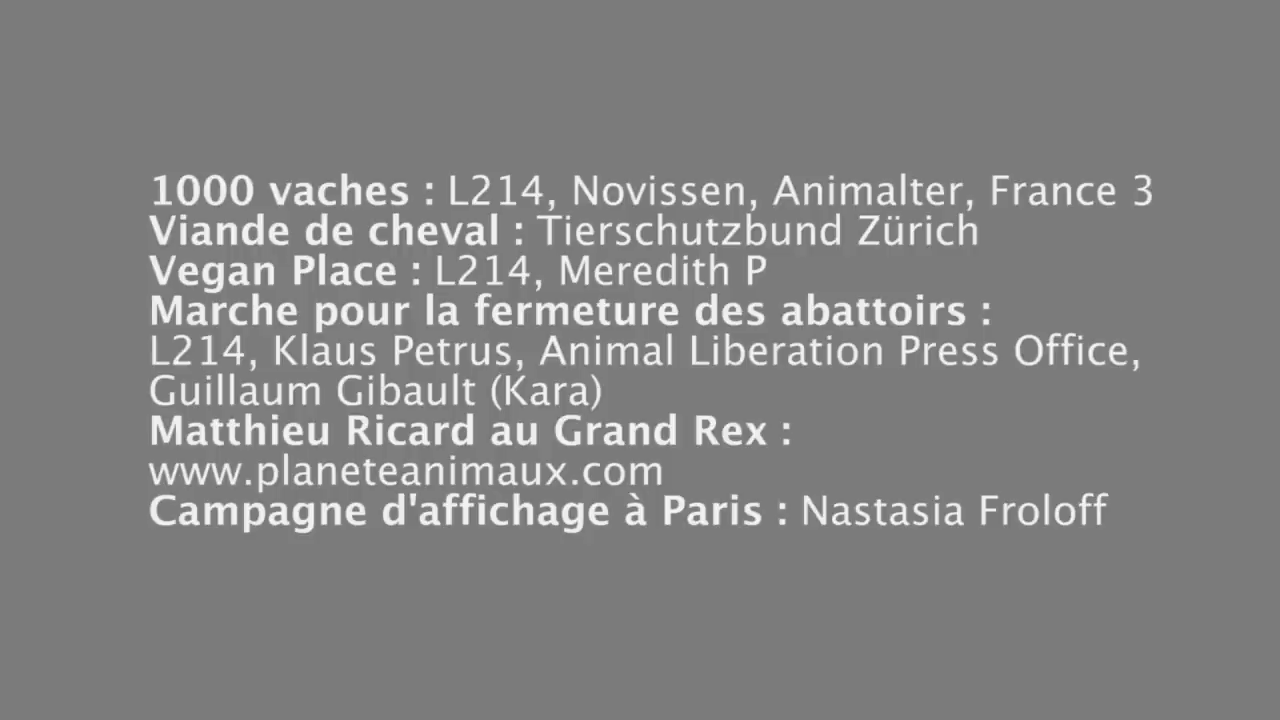 1000 vaches : L214, Novissen, Animalter, France 3
Viande de cheval : Tierschutzbund Zürich
Vegan Place : L214, Meredith P
Marche pour la fermeture des abattoirs :
L214, Klaus Petrus, Animal Liberation Press Office,
Guillaum Gibault (Kara)
Matthieu Ricard au Grand Rex :
www.planeteanimaux.com
Campagne d'affichage à Paris : Nastasia Froloff